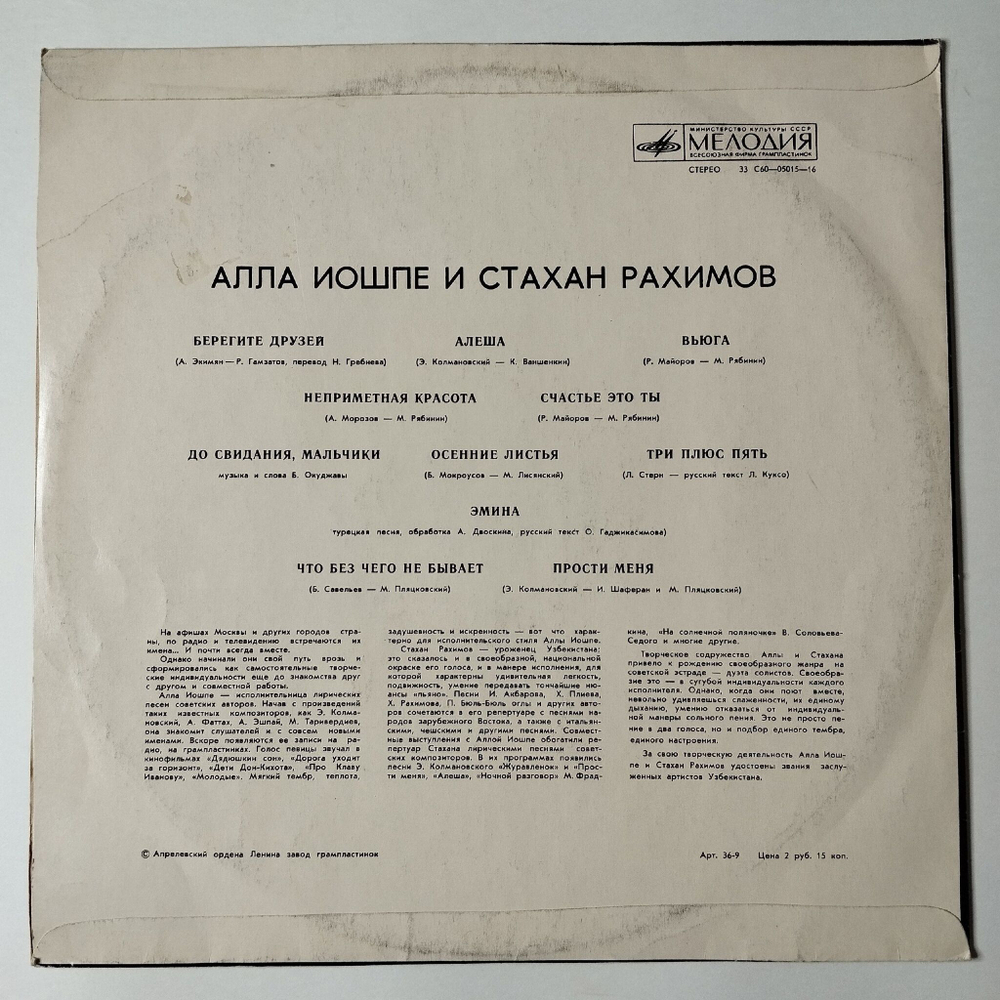 МИНИСТЕРСТВО КУЛЬТУРЫ СССР
МЕЛОДИЯ
ВСЕСОЮЗНАЯ ФИРМА ГРАМПЛАСТИНОК
СТЕРЕО 33 С60—05015—16
АЛЛА ИОШПЕ И СТАХАН РАХИМОВ
БЕРЕГИТЕ ДРУЗЕЙ АЛЕША ВЬЮГА
(А. Экимян — Р. Гамзатов, перевод Н. Гребнева) (Э. Колмановский — К. Ваншенкин) (Р. Майоров — М. Рябинин)
НЕПРИМЕТНАЯ КРАСОТА СЧАСТЬЕ ЭТО ТЫ
(А. Морозов — М. Рябинин) (Р. Майоров — М. Рябинин)
ДО СВИДАНИЯ, МАЛЬЧИКИ ОСЕННИЕ ЛИСТЬЯ ТРИ ПЛЮС ПЯТЬ
музыка и слова Б. Окуджавы (Б. Мокроусов — М. Лисянский) (Л. Стерн — русский текст Л. Куксо)
ЭМИНА
турецкая песня, обработка А. Двоскина, русский текст О. Гаджикасимова)
ЧТО БЕЗ ЧЕГО НЕ БЫВАЕТ ПРОСТИ МЕНЯ
(Б. Савельев — М. Пляцковский) (Э. Колмановский — И. Шаферан и М. Пляцковский)
На афишах Москвы и других городов стра-
ны, по радио и телевидению встречаются их
имена... И почти всегда вместе.
Однако начинали они свой путь врозь и
сформировались как самостоятельные творче-
ские индивидуальности еще до знакомства друг
с другом и совместной работы.
Алла Иошпе — исполнительница лирических
песен советских авторов. Начав с произведений
таких известных композиторов, как Э. Колма-
новский, А. Фаттах, А. Эшпай, М. Таривердиев,
она знакомит слушателей и с совсем новыми
именами. Вскоре появляются ее записи на ра-
дио, на грампластинках. Голос певицы звучал в
кинофильмах «Дядюшкин сон», «Дорога уходит
за горизонт», «Дети Дон-Кихота», «Про Клаву
Иванову», «Молодые». Мягкий тембр, теплота,
задушевность и искренность — вот что харак-
терно для исполнительского стиля Аллы Иошпе.
Стахан Рахимов — уроженец Узбекистана;
это сказалось и в своеобразной, национальной
окраске его голоса, и в манере исполнения, для
которой характерны удивительная легкость,
подвижность, умение передавать тончайшие ню-
ансы «пьяно». Песни И. Акбарова, Х. Плиева,
Х. Рахимова, П. Бюль-Бюль оглы и других авто-
ров сочетаются в его репертуаре с песнями на-
родов зарубежного Востока, а также с итальян-
скими, чешскими и другими песнями. Совмест-
ные выступления с Аллой Иошпе обогатили ре-
пертуар Стахана лирическими песнями совет-
ских композиторов. В их программах появились
песни Э. Колмановского «Журавленок» и «Прос-
ти меня», «Алеша», «Ночной разговор» М. Фрад-
кина, «На солнечной поляночке» В. Соловьева-
Седого и многие другие.
Творческое содружество Аллы и Стахана
привело к рождению своеобразного жанра на
советской эстраде — дуэта солистов. Своеобра-
зие это — в сугубой индивидуальности каждого
исполнителя. Однако, когда они поют вместе,
невольно удивляешься слаженности, их единому
дыханию, умению отказаться от индивидуаль-
ной манеры сольного пения. Это не просто пе-
ние в два голоса, но и подбор единого тембра,
единого настроения.
За свою творческую деятельность Алла Иош-
пе и Стахан Рахимов удостоены звания заслу-
женных артистов Узбекистана.
© Апрелевский ордена Ленина завод грампластинок Арт. 36-9 Цена 2 руб. 15 коп.